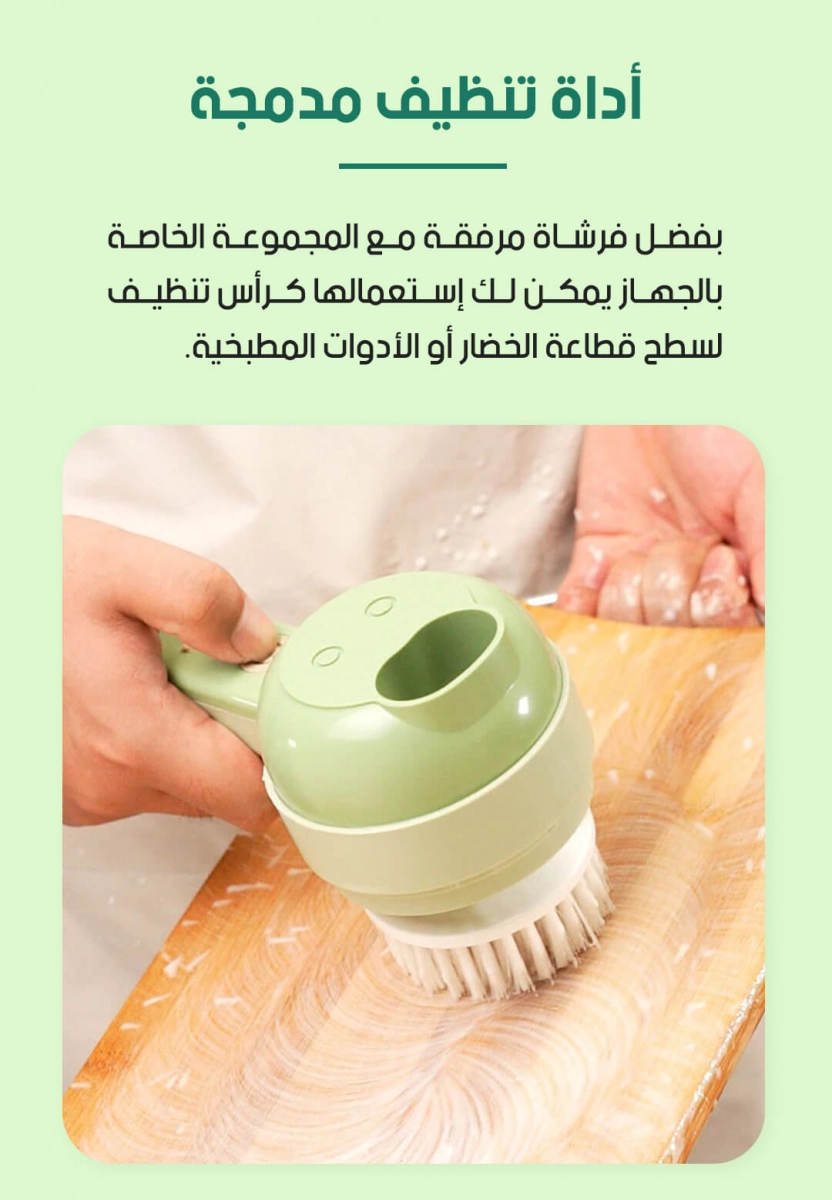 أداة تنظيف مدمجة
بفضل فرشاة مرفقة مع المجموعة الخاصة
بالجهاز يمكن لك إستعمالها كرأس تنظيف
لسطح قطاعة الخضار أو الأدوات المطبخية.